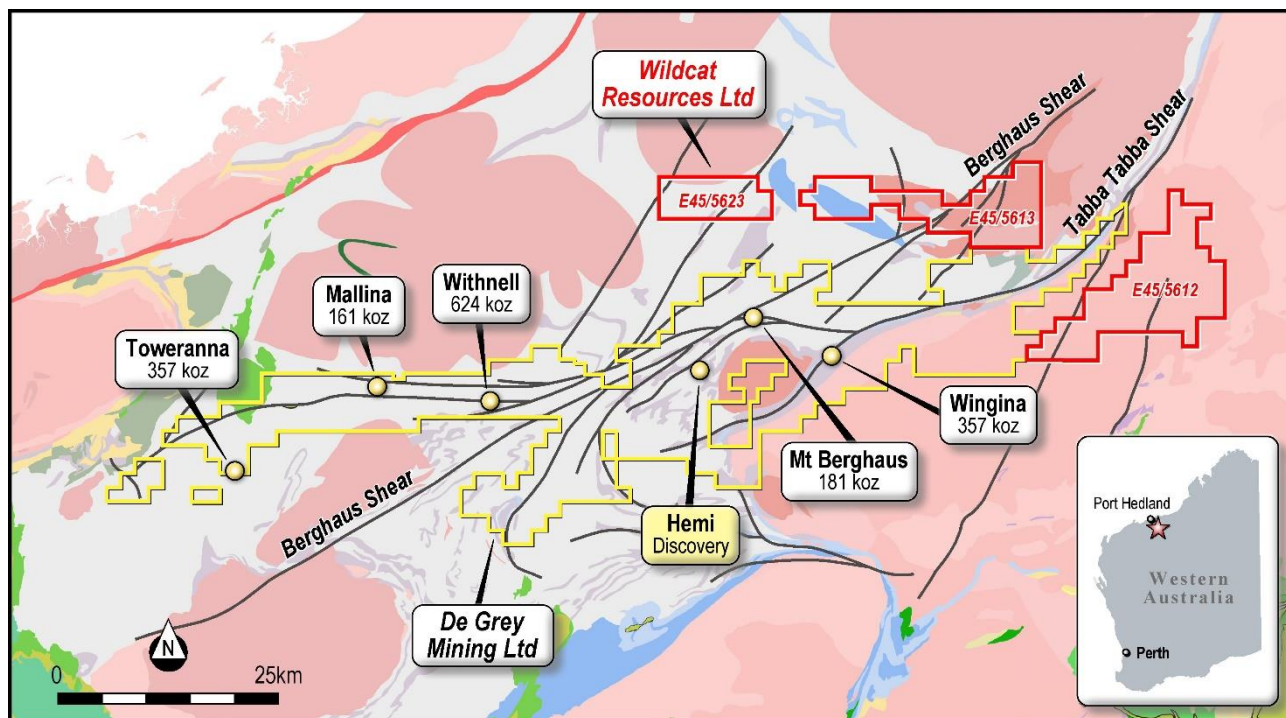 Wildcat
Resources Ltd
Berghaus Shear
Tabba Tabba Shear
E45/5623
E45/5613
E45/5612
Withnell
624 koz
Mallina
161 koz
Toweranna
357 koz
Wingina
357 koz
Mt Berghaus
181 koz
Hemi
Discovery
Berghaus Shear
De Grey
Mining Ltd
N
0
25km
Port Hedland
Western
Australia
Perth